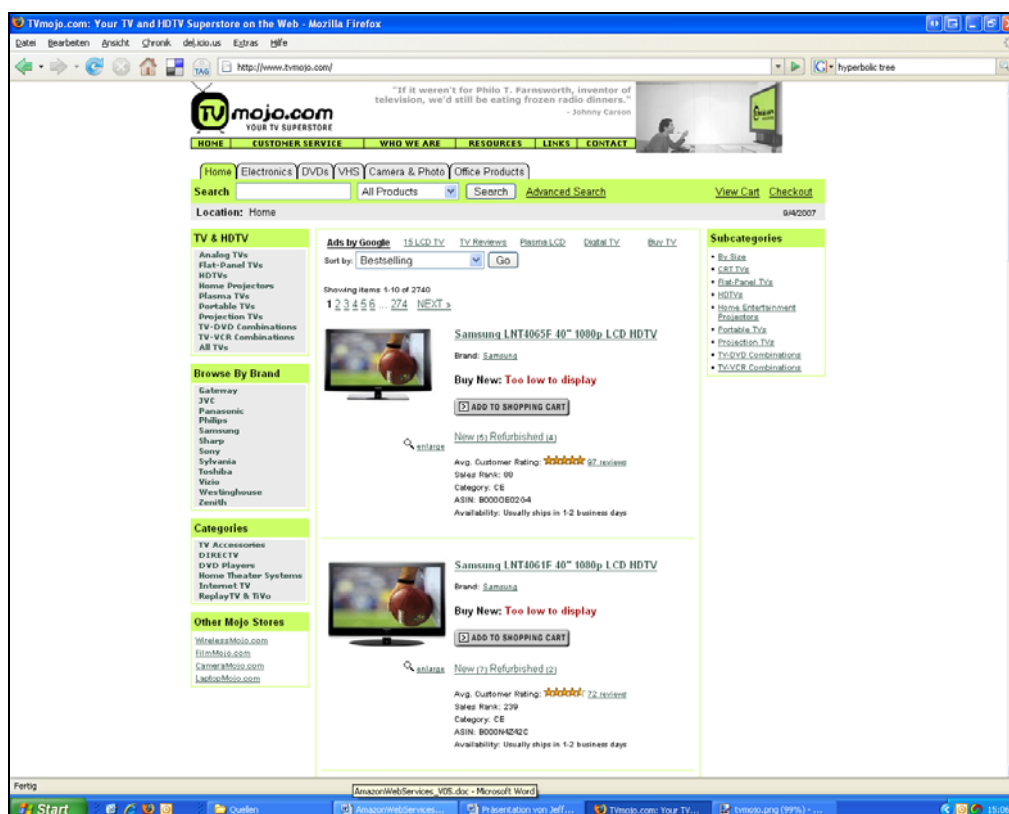 TVmojo.com: Your TV and HDTV Superstore on the Web - Mozilla Firefox
Datei Bearbeiten Ansicht Chronik del.icio.us Extras Hilfe
TAG http://www.tvmojo.com/ G hyperbolic tree
TV mojo.com
YOUR TV SUPERSTORE
"If it weren't for Philo T. Farnsworth, inventor of
television, we'd still be eating frozen radio dinners."
- Johnny Carson
HOME CUSTOMER SERVICE WHO WE ARE RESOURCES LINKS CONTACT
Home Electronics DVDs VHS Camera & Photo Office Products
Search All Products Search Advanced Search View Cart Checkout
Location: Home 9/4/2007
TV & HDTV
Analog TVs
Flat-Panel TVs
HDTVs
Home Projectors
Plasma TVs
Portable TVs
Projection TVs
TV-DVD Combinations
TV-VCR Combinations
All TVs
Browse By Brand
Gateway
JVC
Panasonic
Philips
Samsung
Sharp
Sony
Sylvania
Toshiba
Vizio
Westinghouse
Zenith
Categories
TV Accessories
DIRECTV
DVD Players
Home Theater Systems
Internet TV
ReplayTV & TiVo
Other Mojo Stores
WirelessMojo.com
FilmMojo.com
CameraMojo.com
LaptopMojo.com
Ads by Google 15 LCD TV TV Reviews Plasma LCD Digital TV Buy TV
Sort by: Bestselling Go
Showing items 1-10 of 2740
1 2 3 4 5 6 ... 274 NEXT »
Samsung LNT4065F 40" 1080p LCD HDTV
Brand: Samsung
Buy New: Too low to display
ADD TO SHOPPING CART
enlarge
New (5) Refurbished (4)
Avg. Customer Rating: 97 reviews
Sales Rank: 88
Category: CE
ASIN: B000OE02G4
Availability: Usually ships in 1-2 business days
Samsung LNT4061F 40" 1080p LCD HDTV
Brand: Samsung
Buy New: Too low to display
ADD TO SHOPPING CART
enlarge
New (7) Refurbished (2)
Avg. Customer Rating: 72 reviews
Sales Rank: 239
Category: CE
ASIN: B000N4Z42C
Availability: Usually ships in 1-2 business days
Subcategories
By Size
CRT TVs
Flat-Panel TVs
HDTVs
Home Entertainment
Projectors
Portable TVs
Projection TVs
TV-DVD Combinations
TV-VCR Combinations
Fertig
AmazonWebServices_V05.doc - Microsoft Word
Start Quellen AmazonWebServices... Präsentation von Jeff... TVmojo.com: Your TV... tvmojo.png (99%) - ... 15:06